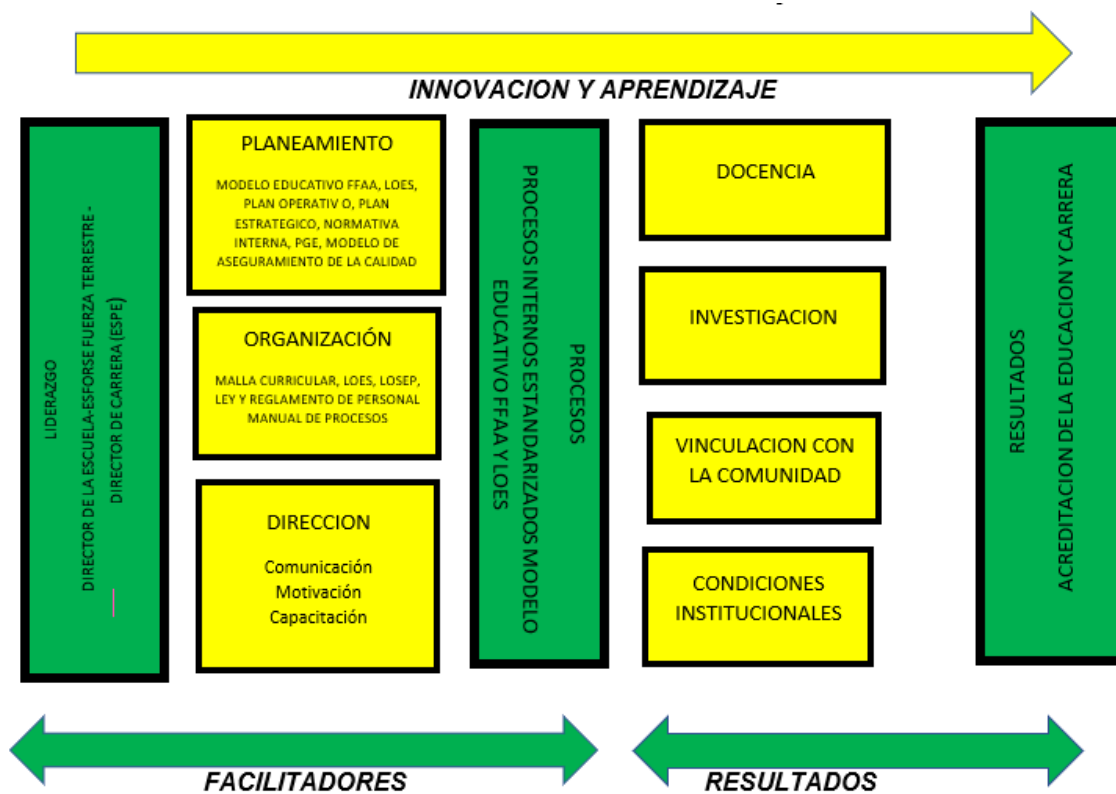 INNOVACION Y APRENDIZAJE
LIDERAZGO
DIRECTOR DE LA ESCUELA-ESFORSE FUERZA TERRESTRE -
DIRECTOR DE CARRERA (ESPE)
PLANEAMIENTO
MODELO EDUCATIVO FFAA, LOES,
PLAN OPERATIV O, PLAN
ESTRATEGICO, NORMATIVA
INTERNA, PGE, MODELO DE
ASEGURAMIENTO DE LA CALIDAD
ORGANIZACIÓN
MALLA CURRICULAR, LOES, LOSEP,
LEY Y REGLAMENTO DE PERSONAL
MANUAL DE PROCESOS
DIRECCION
Comunicación
Motivación
Capacitación
PROCESOS
PROCESOS INTERNOS ESTANDARIZADOS MODELO
EDUCATIVO FFAA Y LOES
DOCENCIA
INVESTIGACION
VINCULACION CON
LA COMUNIDAD
CONDICIONES
INSTITUCIONALES
RESULTADOS
ACREDITACION DE LA EDUCACION Y CARRERA
FACILITADORES
RESULTADOS